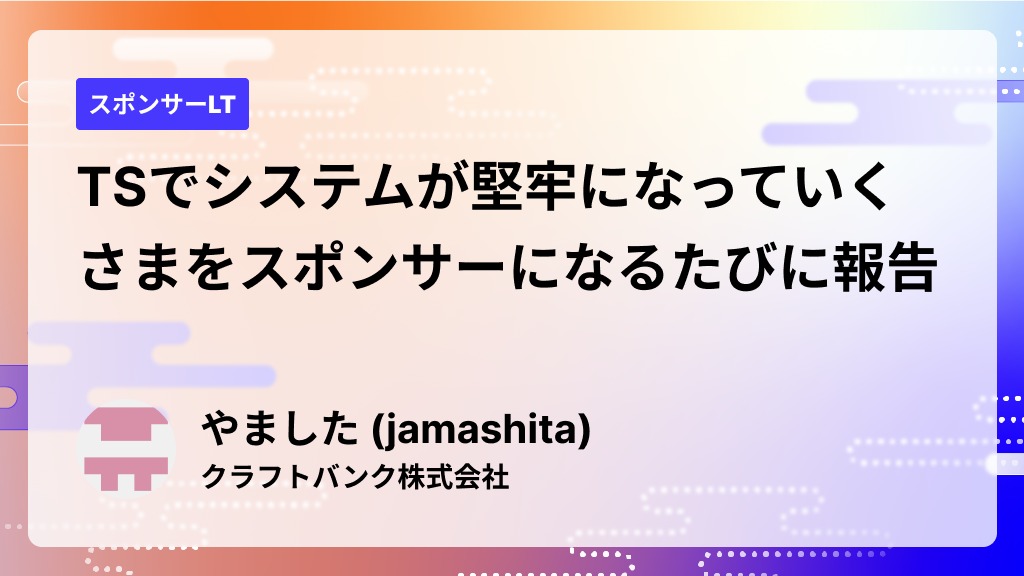 スポンサーLT
TSでシステムが堅牢になっていく
さまをスポンサーになるたびに報告
やました (jamashita)
クラフトバンク株式会社